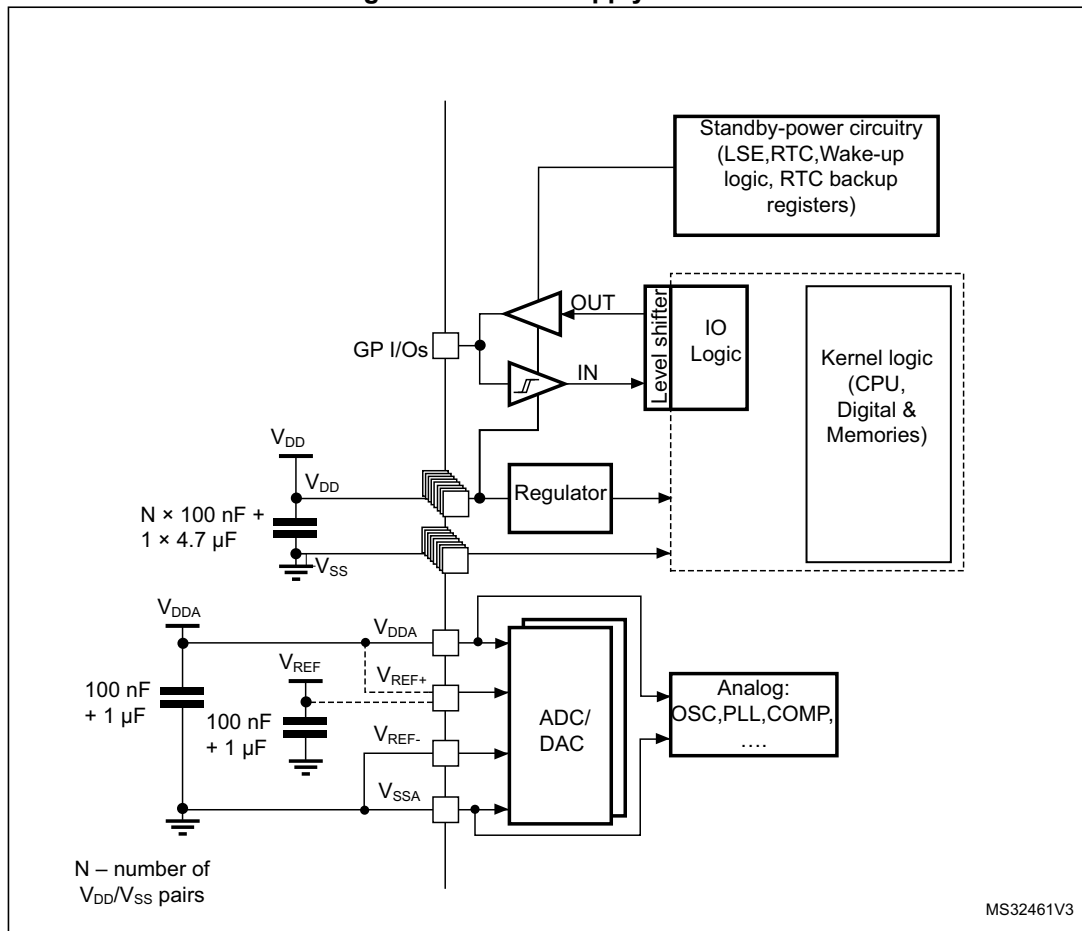 Standby-power circuitry
(LSE,RTC,Wake-up
logic, RTC backup
registers)
OUT
Level shifter
IO
Logic
GP I/Os
IN
Kernel logic
(CPU,
Digital &
Memories)
VDD
VDD
Regulator
N × 100 nF +
1 × 4.7 µF
VSS
VDDA
VDDA
VREF
VREF+
100 nF
+ 1 µF
100 nF
+ 1 µF
ADC/
DAC
Analog:
OSC,PLL,COMP,
....
VREF-
VSSA
N – number of
VDD/VSS pairs
MS32461V3